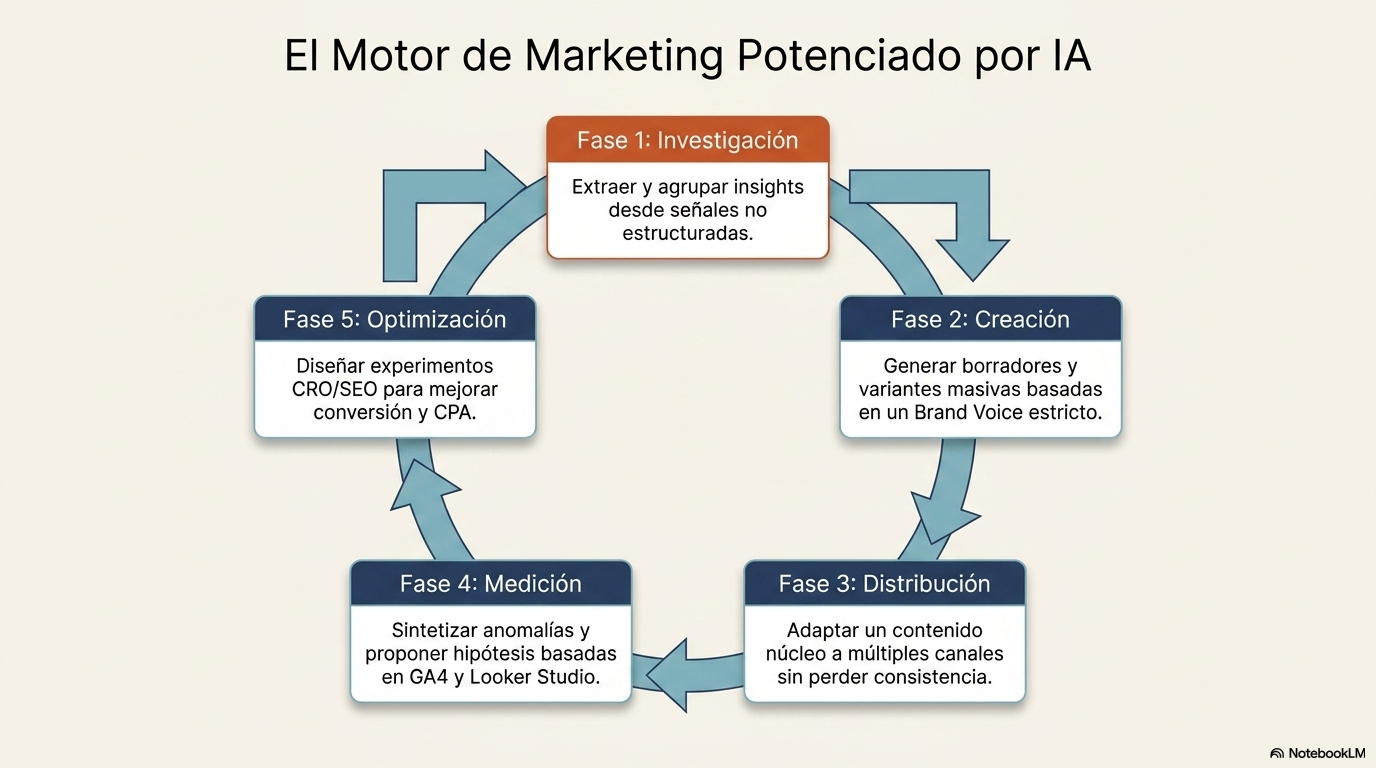 El Motor de Marketing Potenciado por IA
Fase 1: Investigación
Extraer y agrupar insights
desde señales no
estructuradas.
Fase 2: Creación
Generar borradores y
variantes masivas basadas
en un Brand Voice estricto.
Fase 3: Distribución
Adaptar un contenido
núcleo a múltiples canales
sin perder consistencia.
Fase 4: Medición
Sintetizar anomalías y
proponer hipótesis basadas
en GA4 y Looker Studio.
Fase 5: Optimización
Diseñar experimentos
CRO/SEO para mejorar
conversión y CPA.
NotebookLM